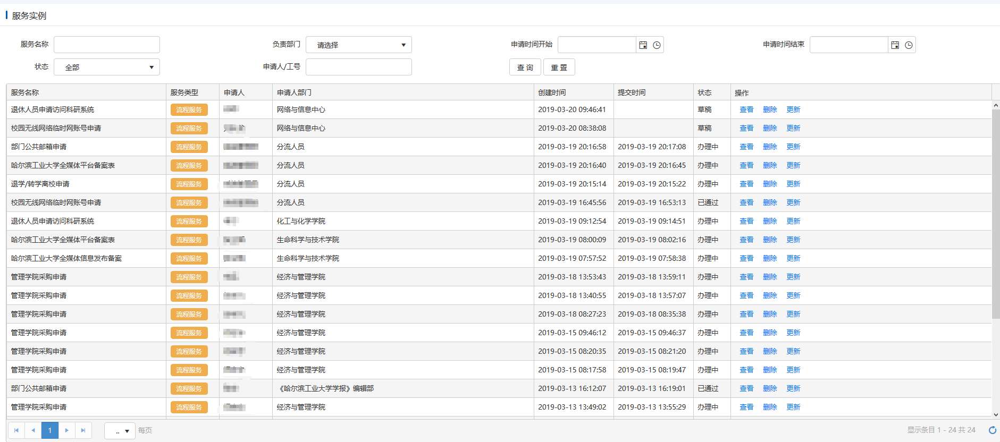 服务实例
服务名称 负责部门 请选择 申请时间开始 申请时间结束
状态 全部 申请人/工号 查询 重置
服务名称 服务类型 申请人 申请人部门 创建时间 提交时间 状态 操作
退休人员申请访问科研系统 流程服务 网络与信息中心 2019-03-20 09:46:41 草稿 查看 删除 更新
校园无线网络临时网账号申请 流程服务 网络与信息中心 2019-03-20 08:38:08 草稿 查看 删除 更新
部门公共邮箱申请 流程服务 分流人员 2019-03-19 20:16:58 2019-03-19 20:17:08 办理中 查看 删除 更新
哈尔滨工业大学全媒体平台备案表 流程服务 分流人员 2019-03-19 20:16:40 2019-03-19 20:16:45 办理中 查看 删除 更新
退学/转学离校申请 流程服务 分流人员 2019-03-19 20:15:14 2019-03-19 20:15:22 办理中 查看 删除 更新
校园无线网络临时网账号申请 流程服务 分流人员 2019-03-19 16:45:56 2019-03-19 16:53:13 已通过 查看 删除 更新
退休人员申请访问科研系统 流程服务 化工与化学学院 2019-03-19 09:12:54 2019-03-19 09:14:51 办理中 查看 删除 更新
哈尔滨工业大学全媒体平台备案表 流程服务 生命科学与技术学院 2019-03-19 08:00:09 2019-03-19 08:02:16 办理中 查看 删除 更新
哈尔滨工业大学全媒体信息发布备案 流程服务 生命科学与技术学院 2019-03-19 07:57:52 2019-03-19 07:58:38 办理中 查看 删除 更新
管理学院采购申请 流程服务 经济与管理学院 2019-03-18 13:53:43 2019-03-18 13:59:11 办理中 查看 删除 更新
管理学院采购申请 流程服务 经济与管理学院 2019-03-18 13:40:55 2019-03-18 13:57:07 办理中 查看 删除 更新
管理学院采购申请 流程服务 经济与管理学院 2019-03-18 08:27:23 2019-03-18 08:35:38 办理中 查看 删除 更新
管理学院采购申请 流程服务 经济与管理学院 2019-03-15 09:46:12 2019-03-15 09:46:37 办理中 查看 删除 更新
管理学院采购申请 流程服务 经济与管理学院 2019-03-15 08:20:35 2019-03-15 08:21:20 办理中 查看 删除 更新
管理学院采购申请 流程服务 经济与管理学院 2019-03-15 08:17:58 2019-03-15 08:19:47 办理中 查看 删除 更新
部门公共邮箱申请 流程服务 《哈尔滨工业大学学报》编辑部 2019-03-13 16:12:07 2019-03-13 16:19:01 已通过 查看 删除 更新
管理学院采购申请 流程服务 经济与管理学院 2019-03-13 13:49:02 2019-03-13 13:55:29 办理中 查看 删除 更新
1 .. 每页 显示条目 1 - 24 共 24